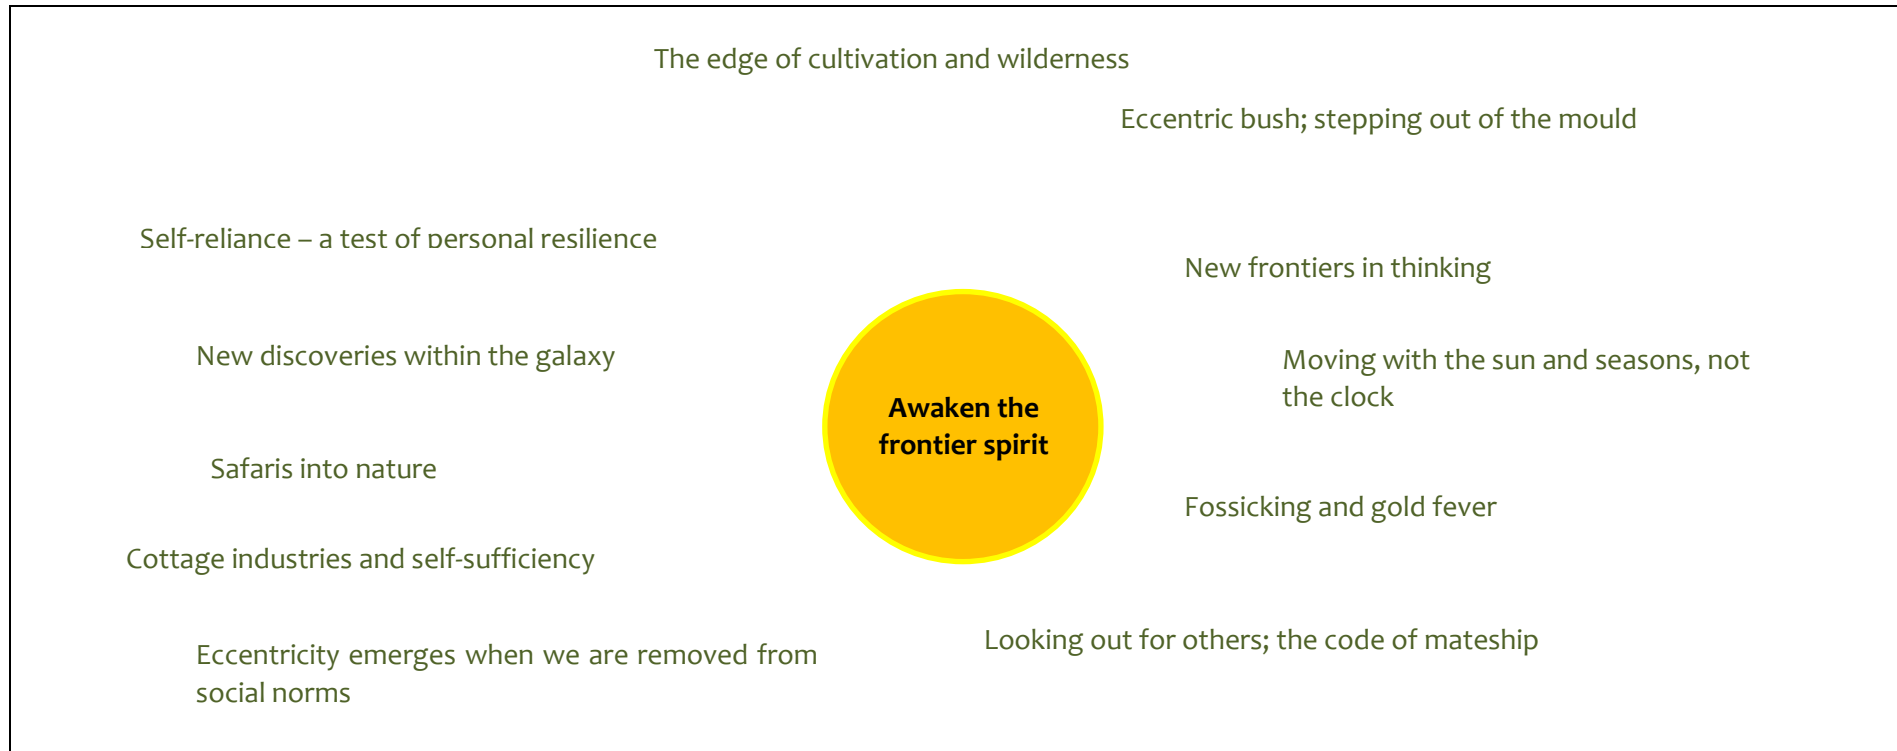 The edge of cultivation and wilderness
Eccentric bush; stepping out of the mould
Self-reliance – a test of personal resilience
New frontiers in thinking
New discoveries within the galaxy
Moving with the sun and seasons, not
the clock
Awaken the
frontier spirit
Safaris into nature
Fossicking and gold fever
Cottage industries and self-sufficiency
Looking out for others; the code of mateship
Eccentricity emerges when we are removed from
social norms